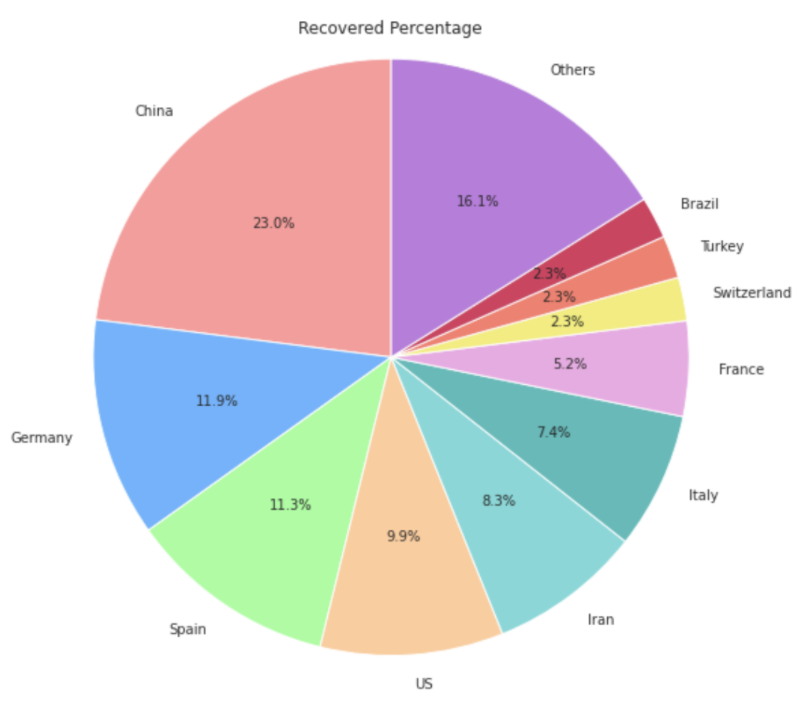 Recovered Percentage
Others
China
16.1%
Brazil
23.0%
Turkey
2.3%
2.3%
Switzerland
2.3%
5.2%
France
11.9%
7.4%
Germany
Italy
8.3%
11.3%
9.9%
Iran
Spain
US